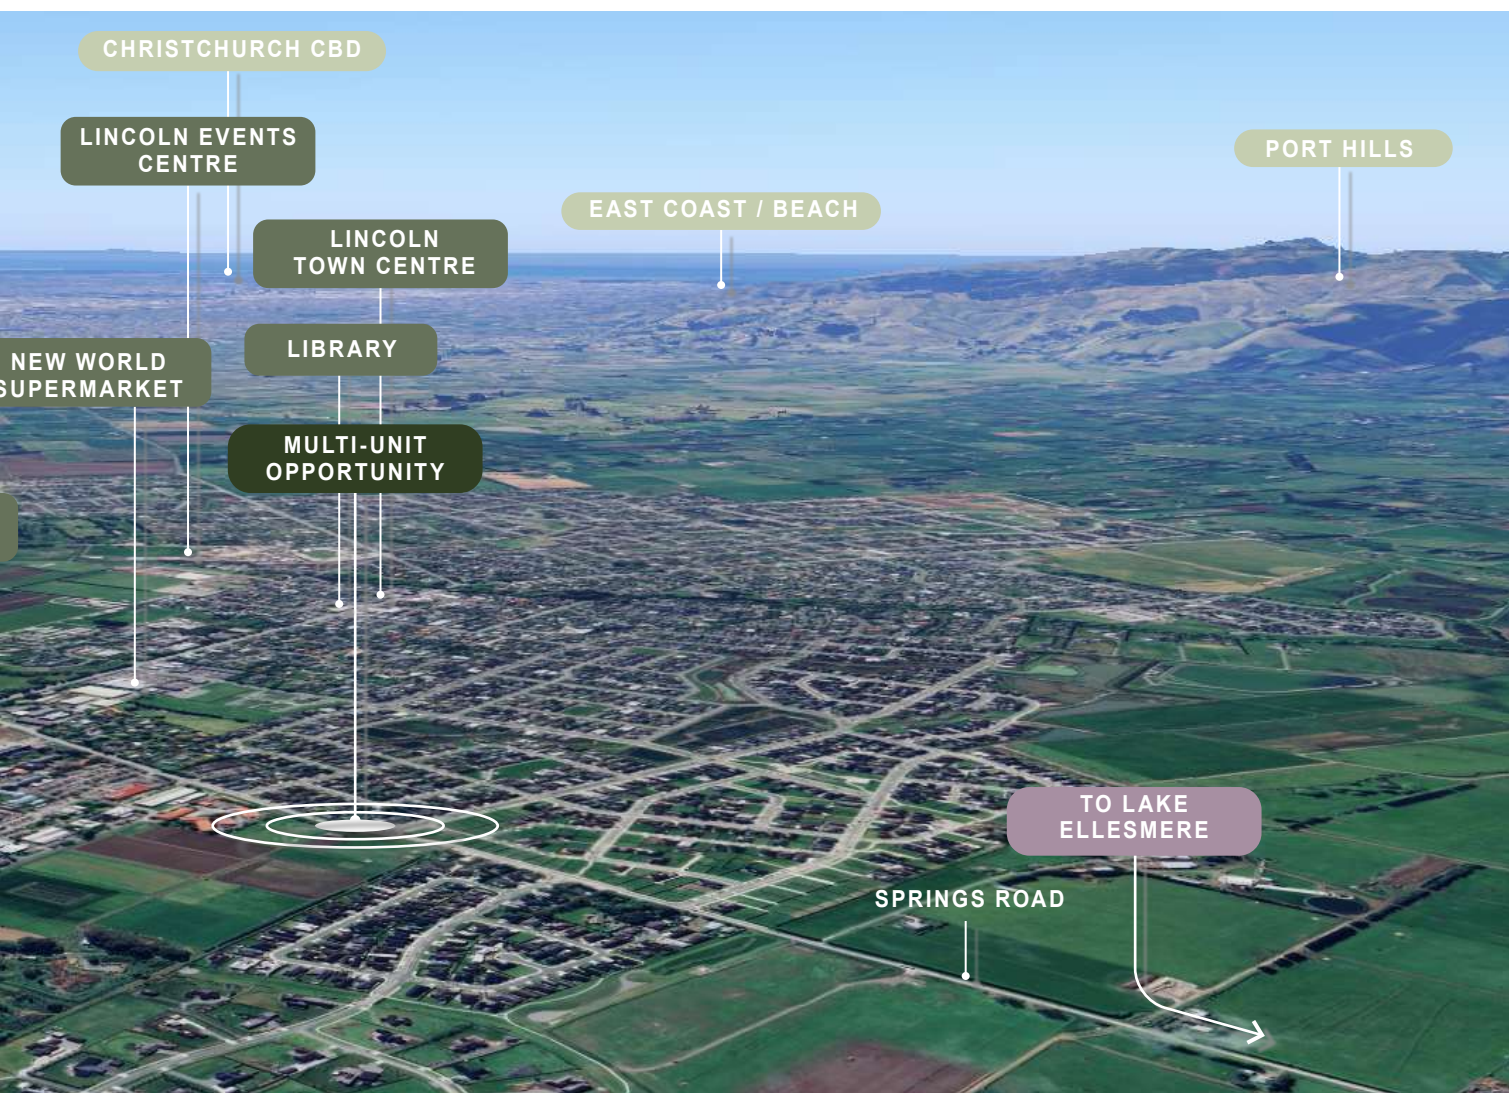 CHRISTCHURCH CBD
LINCOLN EVENTS
CENTRE
PORT HILLS
EAST COAST / BEACH
LINCOLN
TOWN CENTRE
LIBRARY
NEW WORLD
SUPERMARKET
MULTI-UNIT
OPPORTUNITY
TO LAKE
ELLESMERE
SPRINGS ROAD